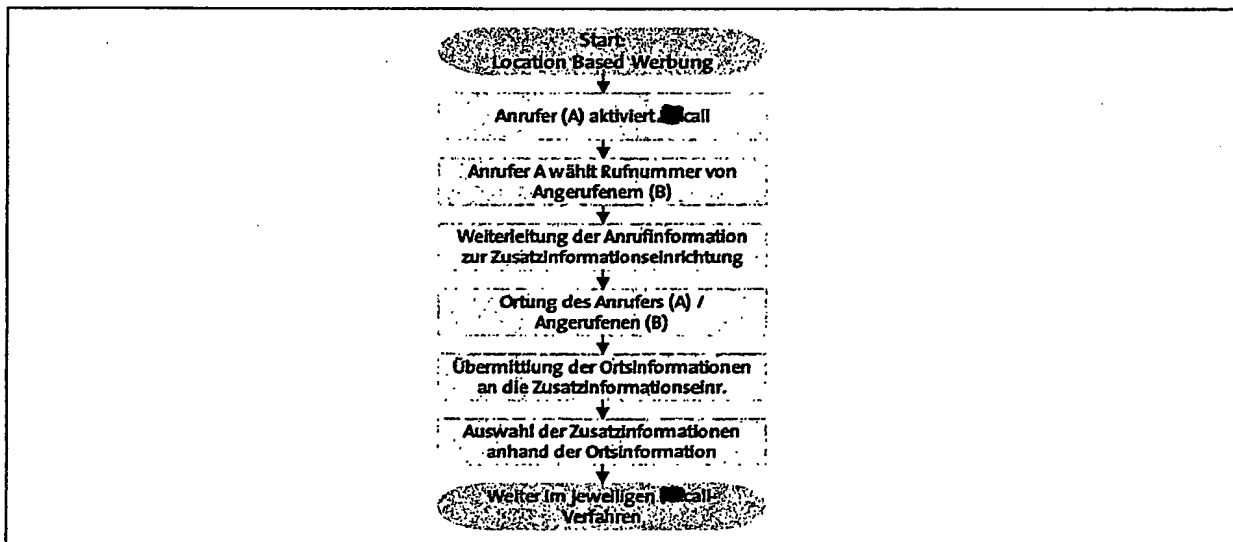 Start:
Location Based Werbung
Anrufer (A) aktiviert call
Anrufer A wählt Rufnummer von
Angerufenem (B)
Weiterleitung der Anrufinformation
zur Zusatzinformationseinrichtung
Ortung des Anrufers (A) /
Angerufenen (B)
Übermittlung der Ortsinformationen
an die Zusatzinformationseinr.
Auswahl der Zusatzinformationen
anhand der Ortsinformation
Weiter im jeweiligen call-
Verfahren